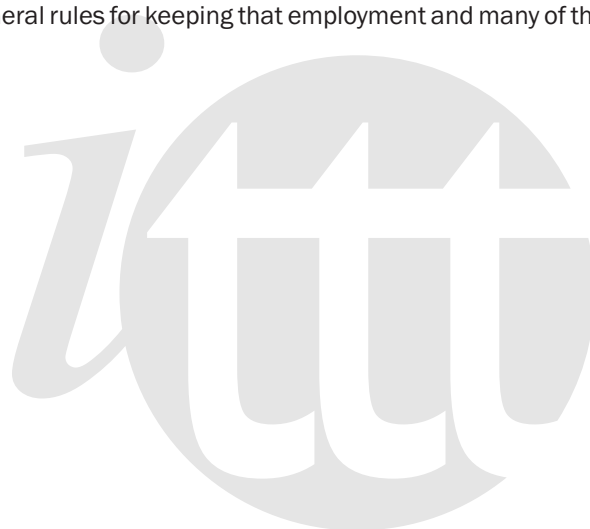 eral rules for keeping that employment and many of th
ittt